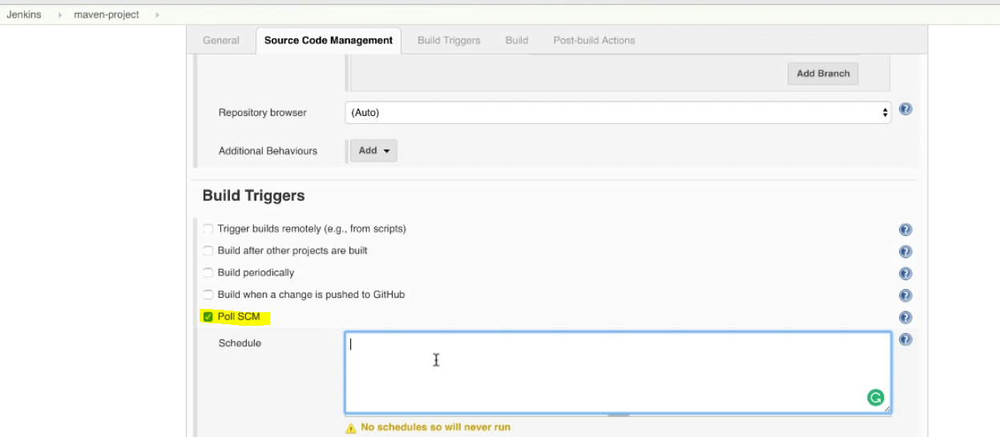 Jenkins maven-project
General Source Code Management Build Triggers Build Post-build Actions
Add Branch
Repository browser (Auto)
Additional Behaviours Add
Build Triggers
Trigger builds remotely (e.g., from scripts)
Build after other projects are built
Build periodically
Build when a change is pushed to GitHub
Poll SCM
Schedule
No schedules so will never run